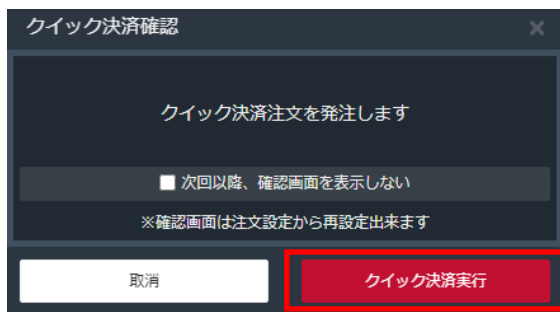 クイック決済確認
クイック決済注文を発注します
次回以降、確認画面を表示しない
※確認画面は注文設定から再設定出来ます
取消
クイック決済実行